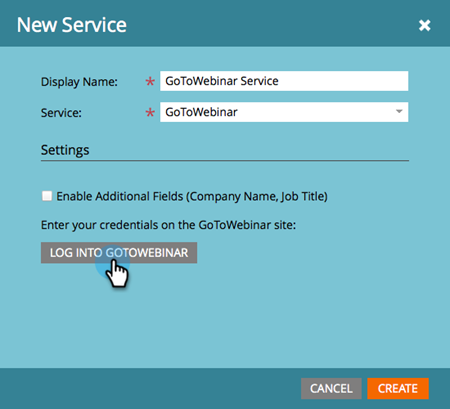 New Service
Display Name: * GoToWebinar Service
Service: * GoToWebinar
Settings
Enable Additional Fields (Company Name, Job Title)
Enter your credentials on the GoToWebinar site:
LOG INTO GOTOWEBINAR
CANCEL CREATE